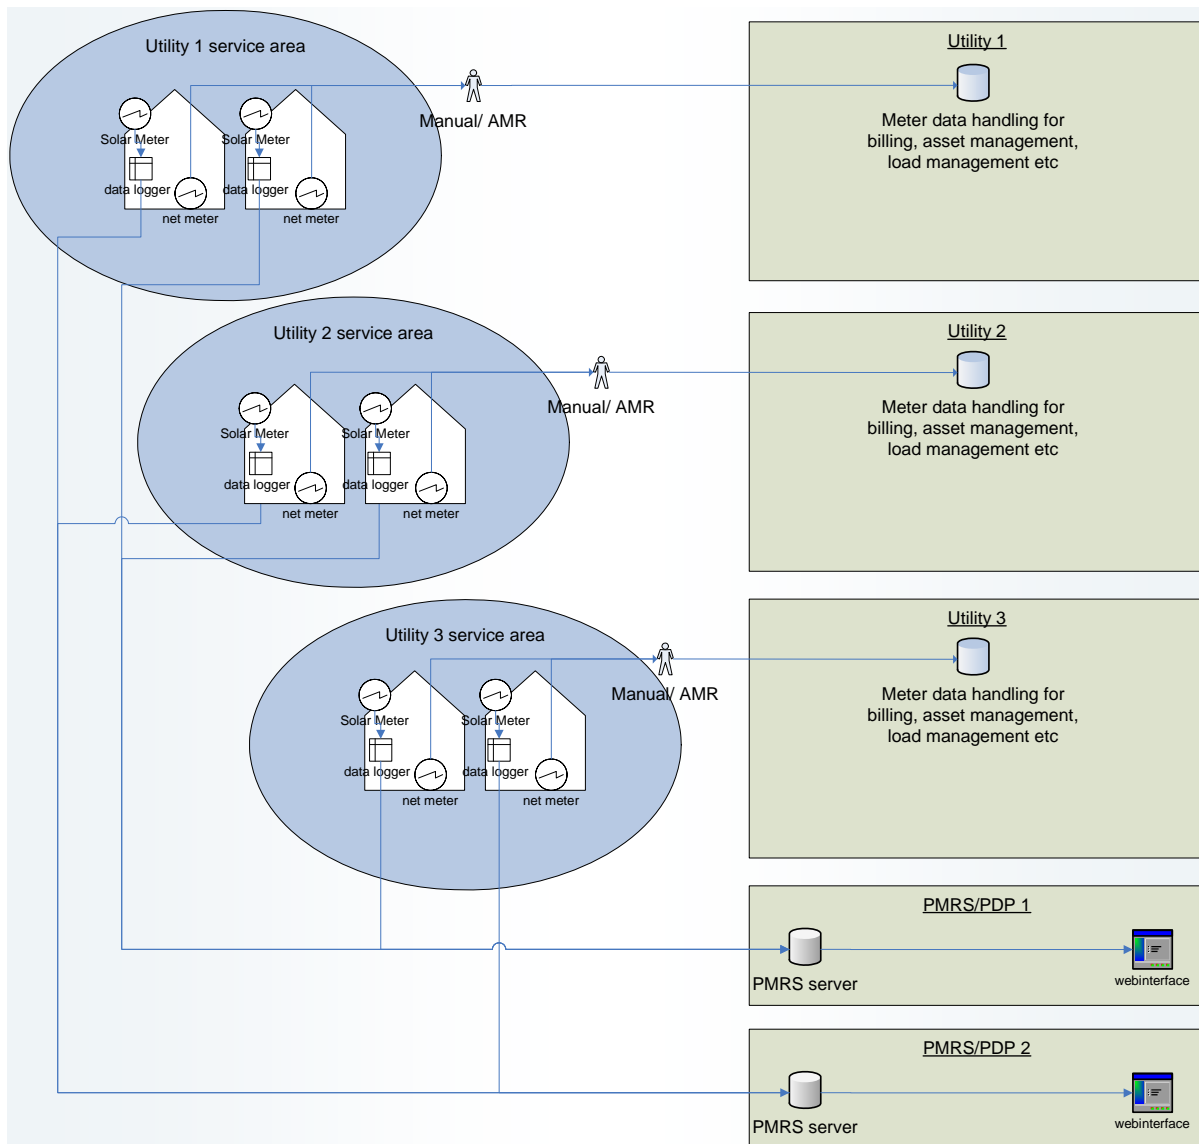 Utility 1 service area
Solar Meter
Solar Meter
data logger
data logger
net meter
net meter
Manual/ AMR
Utility 1
Meter data handling for
billing, asset management,
load management etc
Utility 2 service area
Solar Meter
Solar Meter
data logger
data logger
net meter
net meter
Manual/ AMR
Utility 2
Meter data handling for
billing, asset management,
load management etc
Utility 3 service area
Solar Meter
Solar Meter
data logger
data logger
net meter
net meter
Manual/ AMR
Utility 3
Meter data handling for
billing, asset management,
load management etc
PMRS/PDP 1
PMRS server
webinterface
PMRS/PDP 2
PMRS server
webinterface